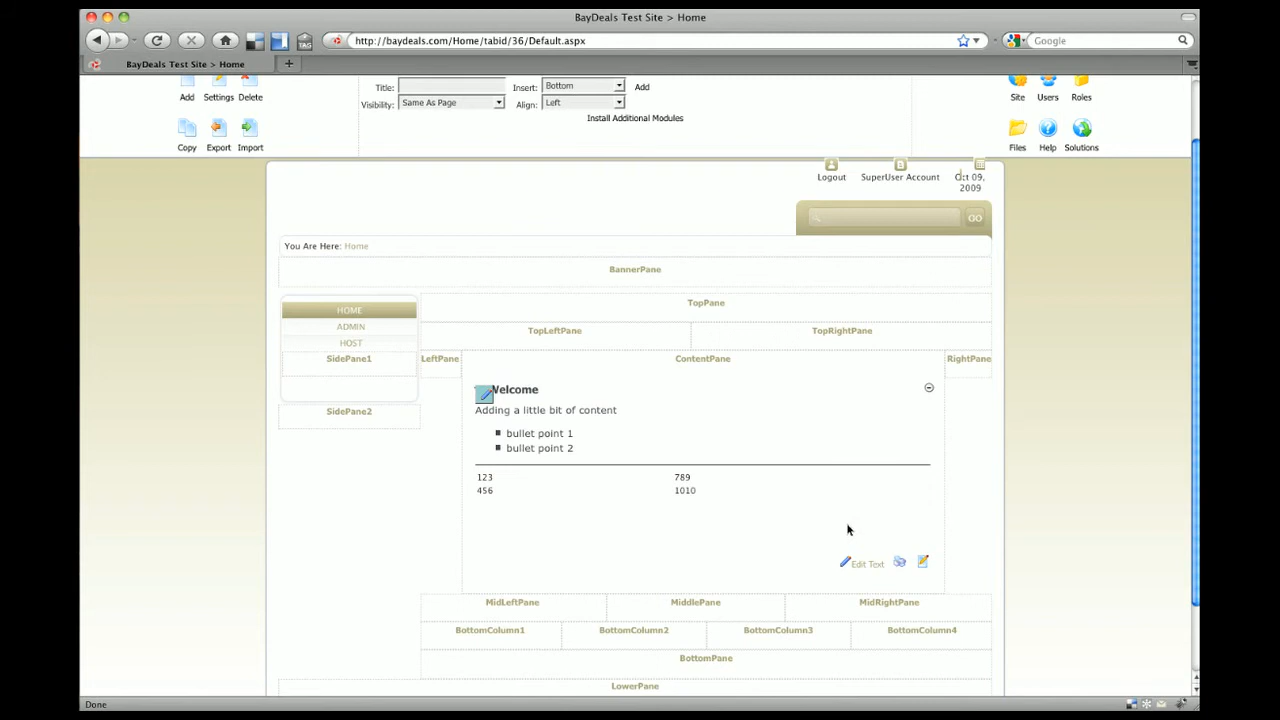 BayDeals Test Site > Home
http://baydeals.com/Home/tabid/36/Default.aspx
Google
TAG
BayDeals Test Site > Home
Add Settings Delete
Title: Insert: Bottom Add
Visibility: Same As Page Align: Left
Install Additional Modules
Site Users Roles
Copy Export Import
Files Help Solutions
Logout SuperUser Account Oct 09, 2009
GO
You Are Here: Home
BannerPane
HOME
ADMIN
HOST
TopPane
TopLeftPane TopRightPane
SidePane1 LeftPane ContentPane RightPane
SidePane2
Welcome
Adding a little bit of content
bullet point 1
bullet point 2
123 789
456 1010
Edit Text
MidLeftPane MiddlePane MidRightPane
BottomColumn1 BottomColumn2 BottomColumn3 BottomColumn4
BottomPane
LowerPane
Done